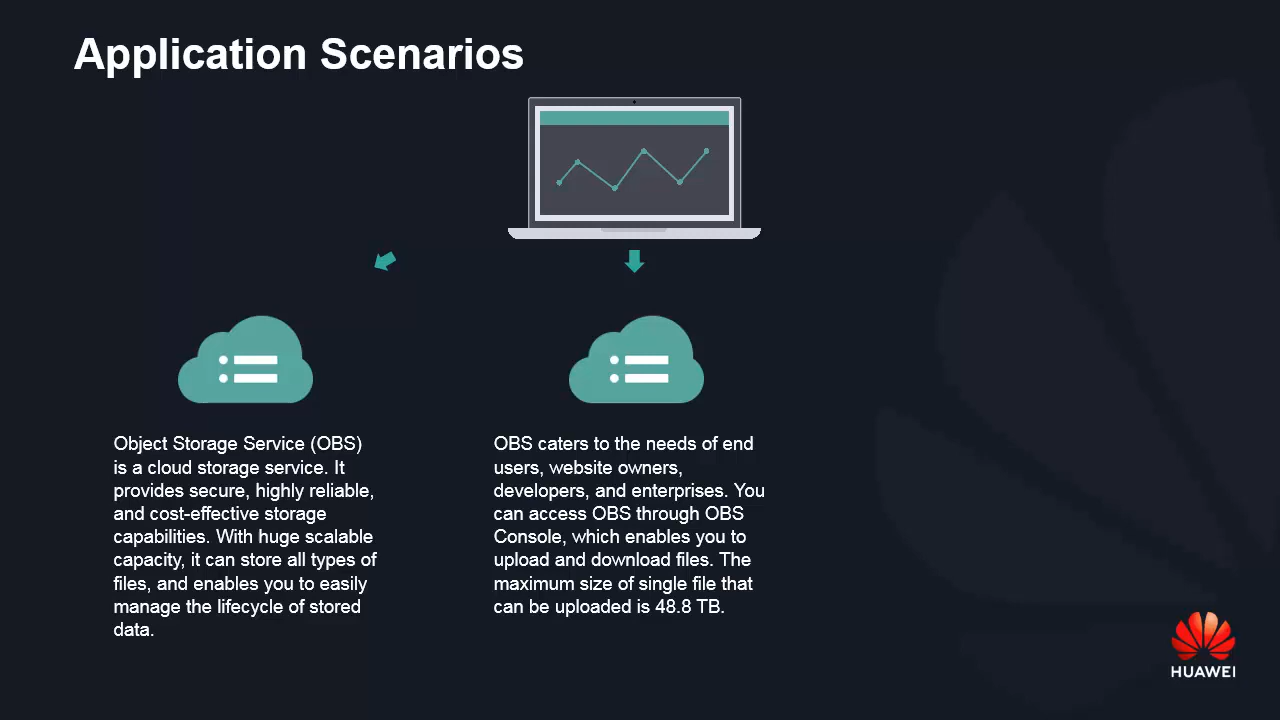 Application Scenarios
Object Storage Service (OBS)
is a cloud storage service. It
provides secure, highly reliable,
and cost-effective storage
capabilities. With huge scalable
capacity, it can store all types of
files, and enables you to easily
manage the lifecycle of stored
data.
OBS caters to the needs of end
users, website owners,
developers, and enterprises. You
can access OBS through OBS
Console, which enables you to
upload and download files. The
maximum size of single file that
can be uploaded is 48.8 TB.
HUAWEI